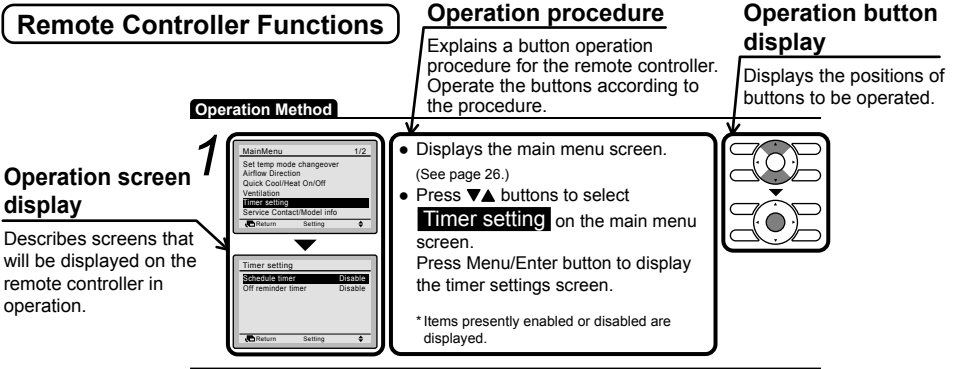 Remote Controller Functions
Operation procedure
Explains a button operation
procedure for the remote controller.
Operate the buttons according to
the procedure.
Operation button
display
Displays the positions of
buttons to be operated.
Operation Method
Operation screen
display
Describes screens that
will be displayed on the
remote controller in
operation.
1
MainMenu 1/2
Set temp mode changeover
Airflow Direction
Quick Cool/Heat On/Off
Ventilation
Timer setting
Service Contact/Model info
Return Setting
▼
Timer setting
Schedule timer Disable
Off reminder timer Disable
Return Setting
● Displays the main menu screen.
(See page 26.)
● Press ▼▲ buttons to select
Timer setting on the main menu
screen.
Press Menu/Enter button to display
the timer settings screen.
* Items presently enabled or disabled are
displayed.